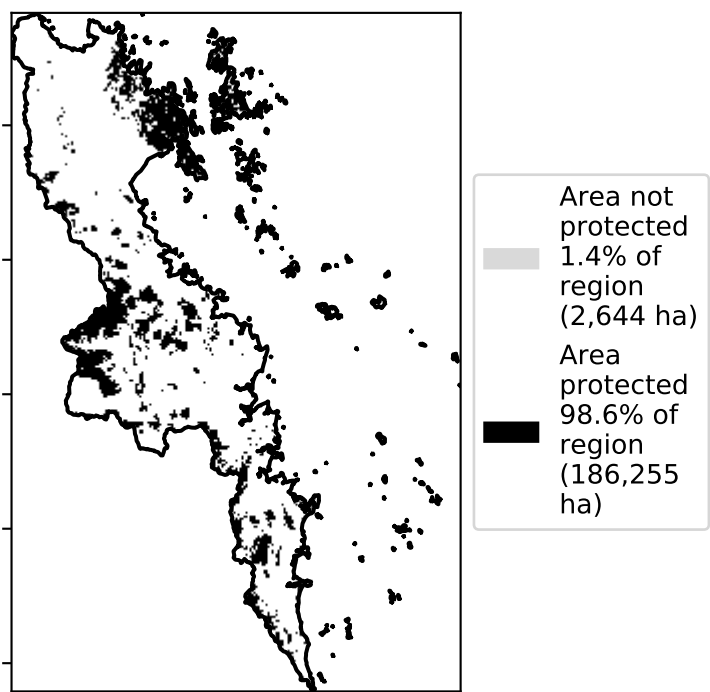 Area not
protected
1.4% of
region
(2,644 ha)
Area
protected
98.6% of
region
(186,255
ha)